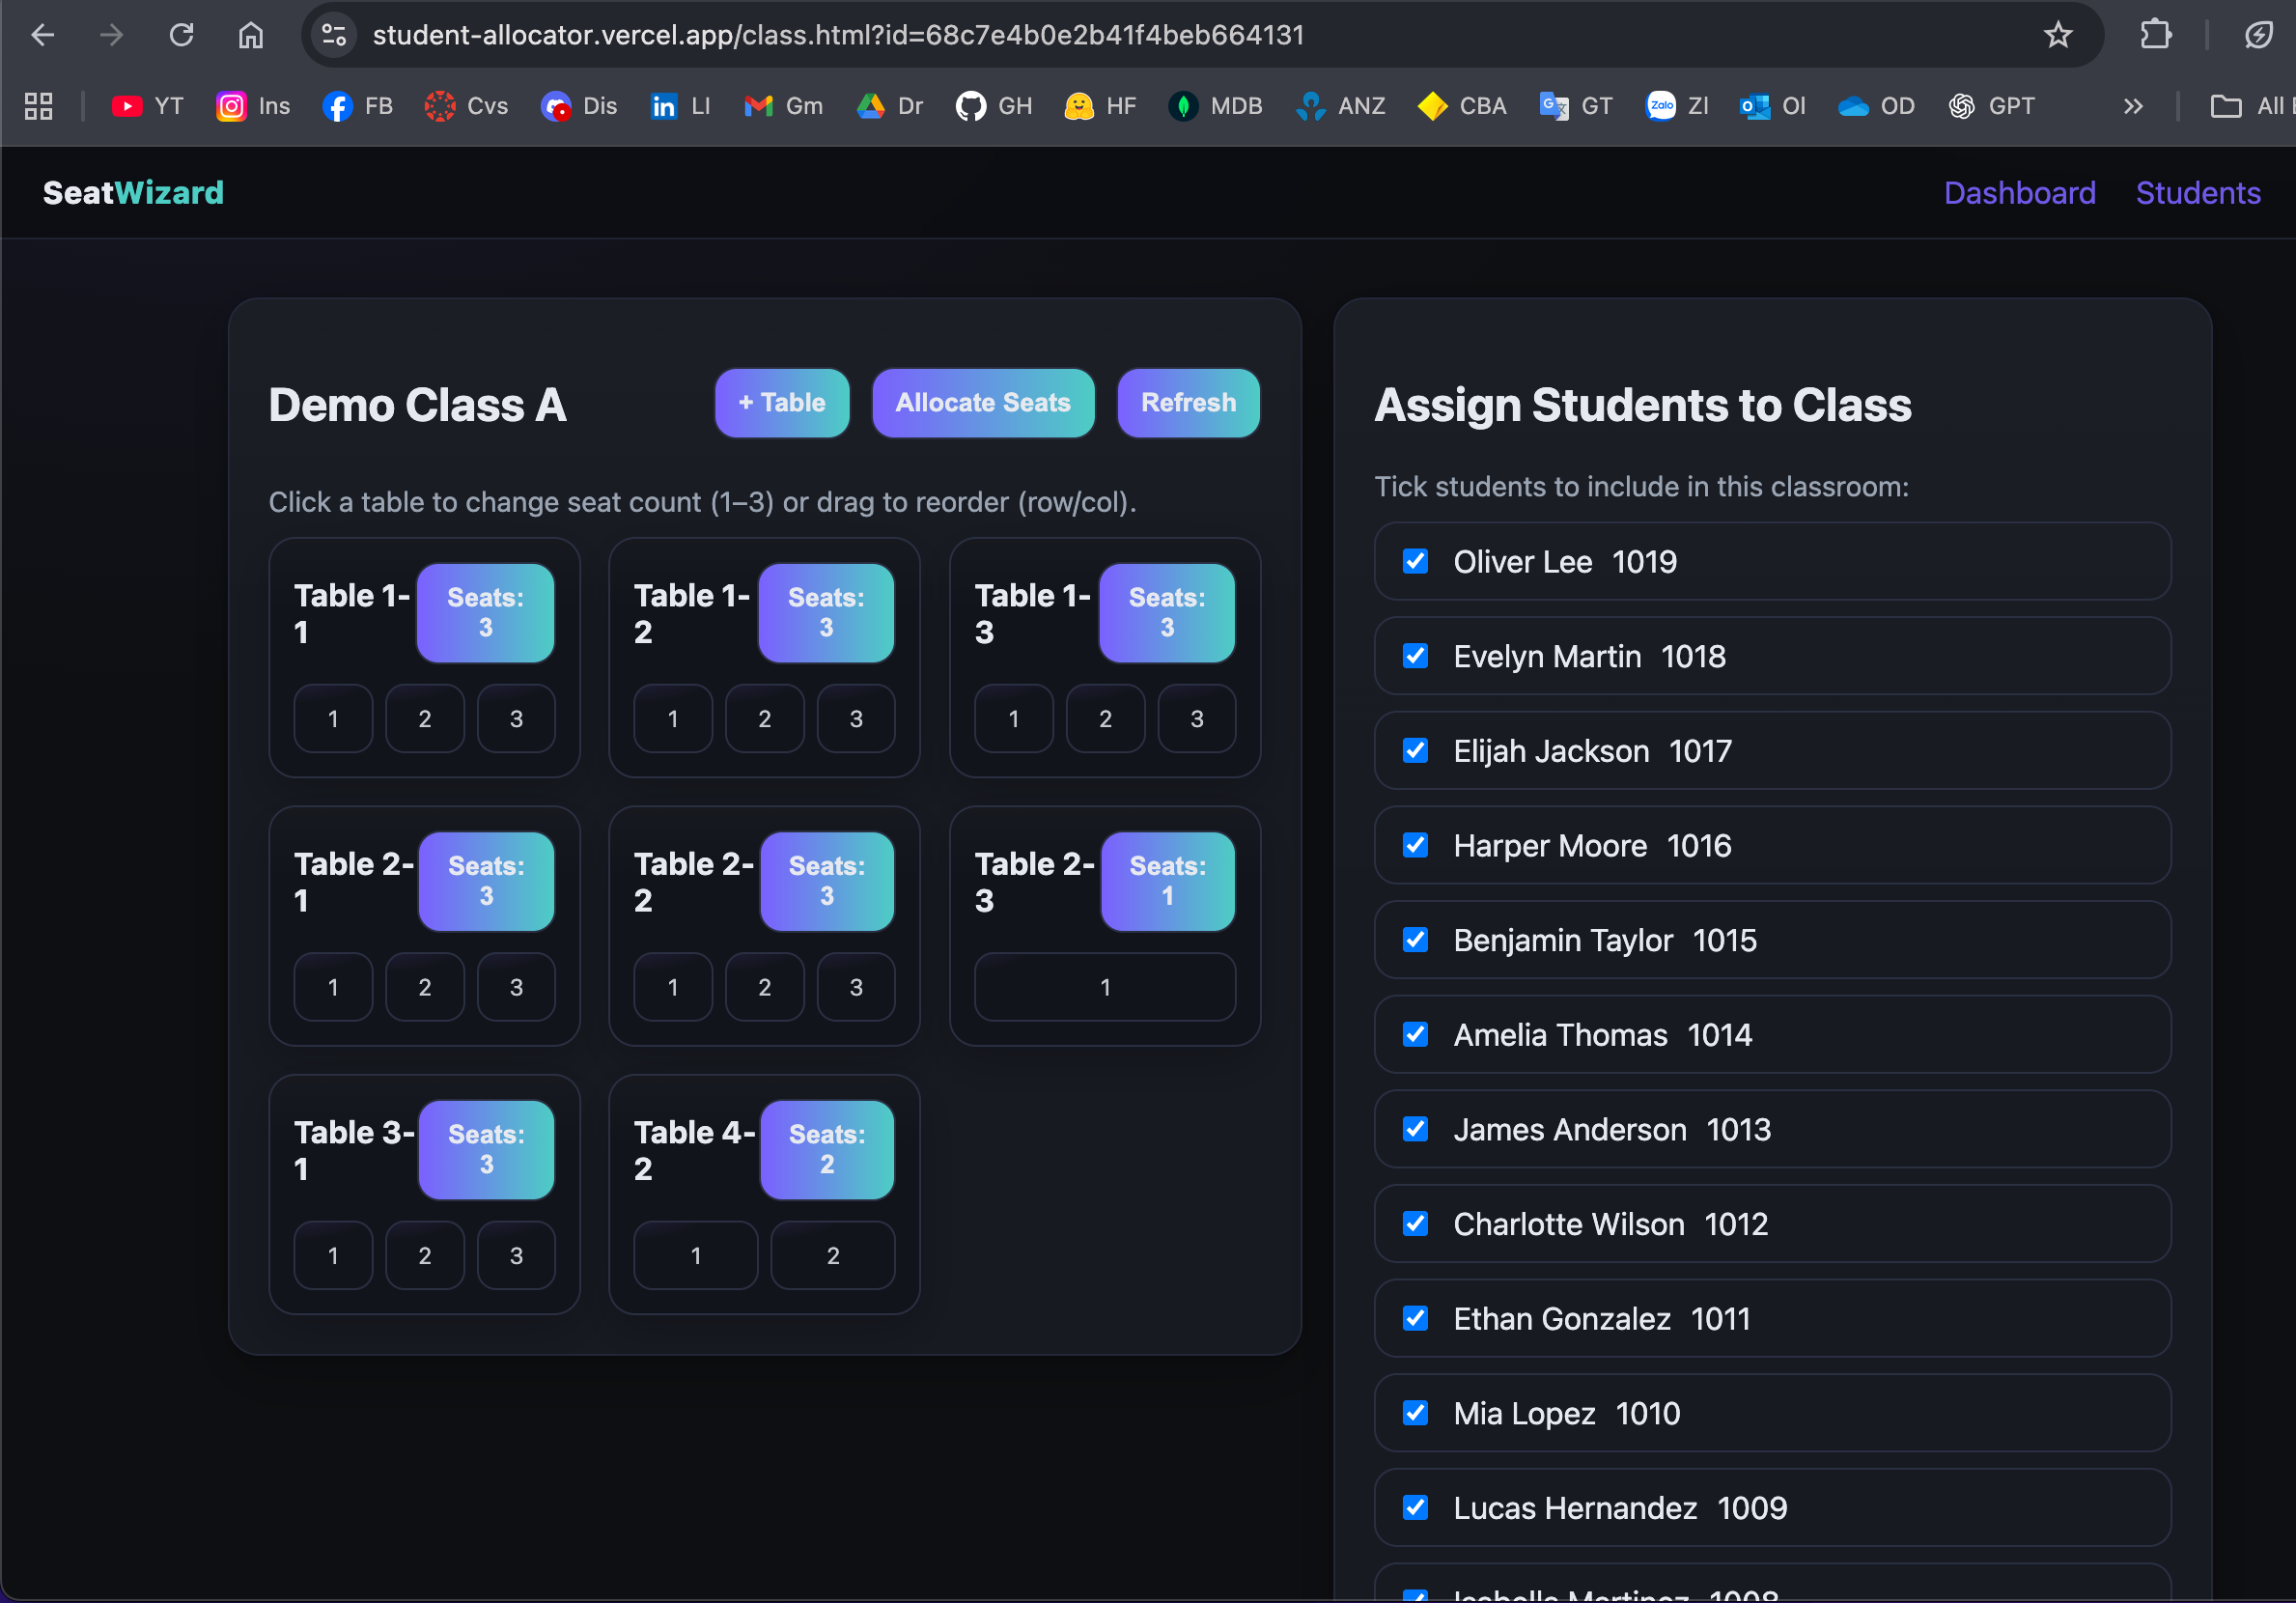 student-allocator.vercel.app/class.html?id=68c7e4b0e2b41f4beb664131
YT Ins FB Cvs Dis LI Gm Dr GH HF MDB ANZ CBA GT Zl Ol OD GPT All
SeatWizard
Dashboard Students
Demo Class A
+ Table
Allocate Seats
Refresh
Click a table to change seat count (1–3) or drag to reorder (row/col).
Table 1-
1
Seats:
3
1 2 3
Table 1-
2
Seats:
3
1 2 3
Table 1-
3
Seats:
3
1 2 3
Table 2-
1
Seats:
3
1 2 3
Table 2-
2
Seats:
3
1 2 3
Table 2-
3
Seats:
1
1
Table 3-
1
Seats:
3
1 2 3
Table 4-
2
Seats:
2
1 2
Assign Students to Class
Tick students to include in this classroom:
Oliver Lee 1019
Evelyn Martin 1018
Elijah Jackson 1017
Harper Moore 1016
Benjamin Taylor 1015
Amelia Thomas 1014
James Anderson 1013
Charlotte Wilson 1012
Ethan Gonzalez 1011
Mia Lopez 1010
Lucas Hernandez 1009
Isabella Martinez 1008